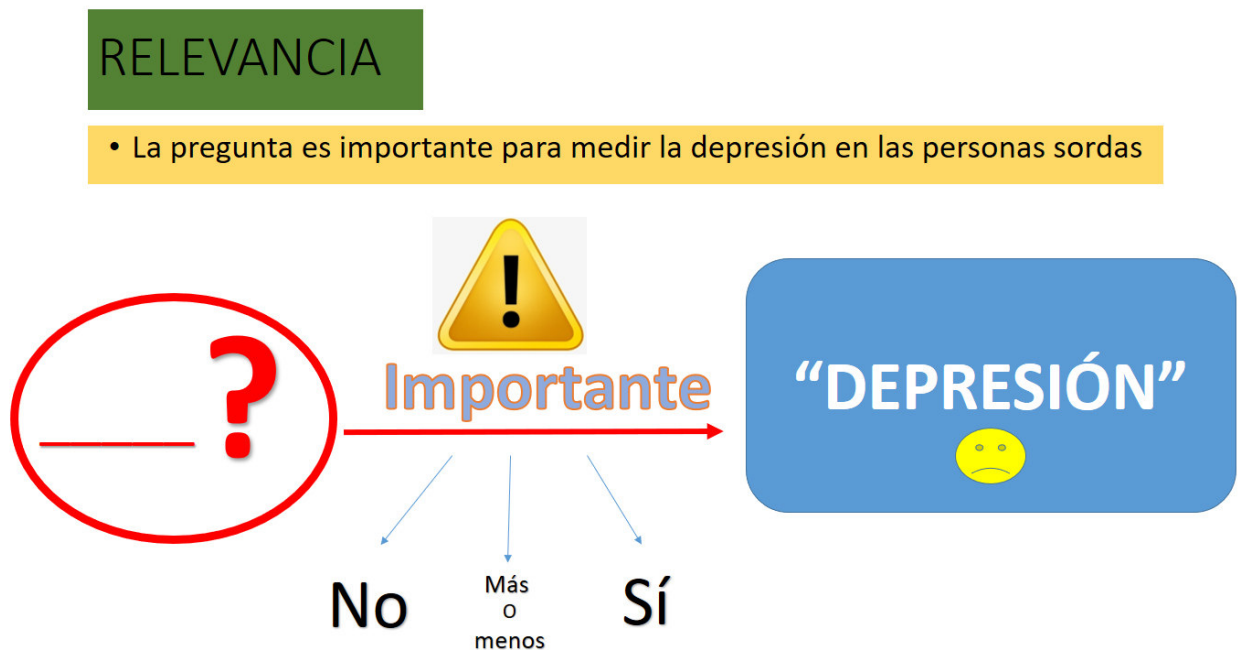 RELEVANCIA
• La pregunta es importante para medir la depresión en las personas sordas
!
Importante
____?
“DEPRESIÓN”
No
Más
o
menos
Sí